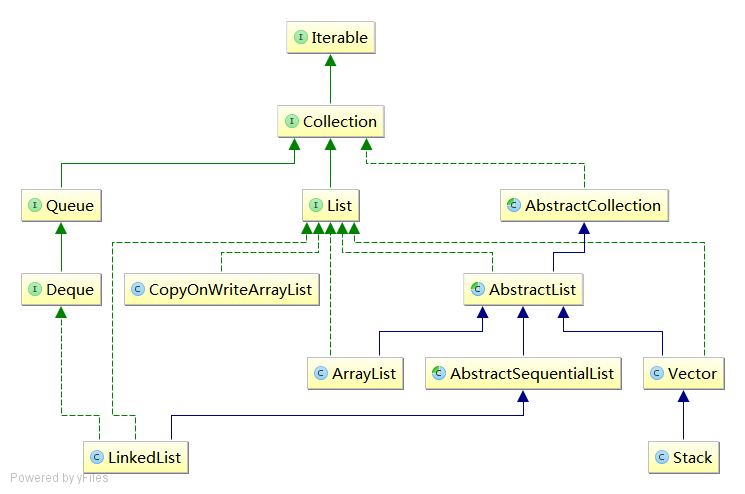 I Iterable
I Collection
I Queue
I List
C AbstractCollection
I Deque
C CopyOnWriteArrayList
C AbstractList
C ArrayList
C AbstractSequentialList
C Vector
C LinkedList
C Stack
Powered by yFiles